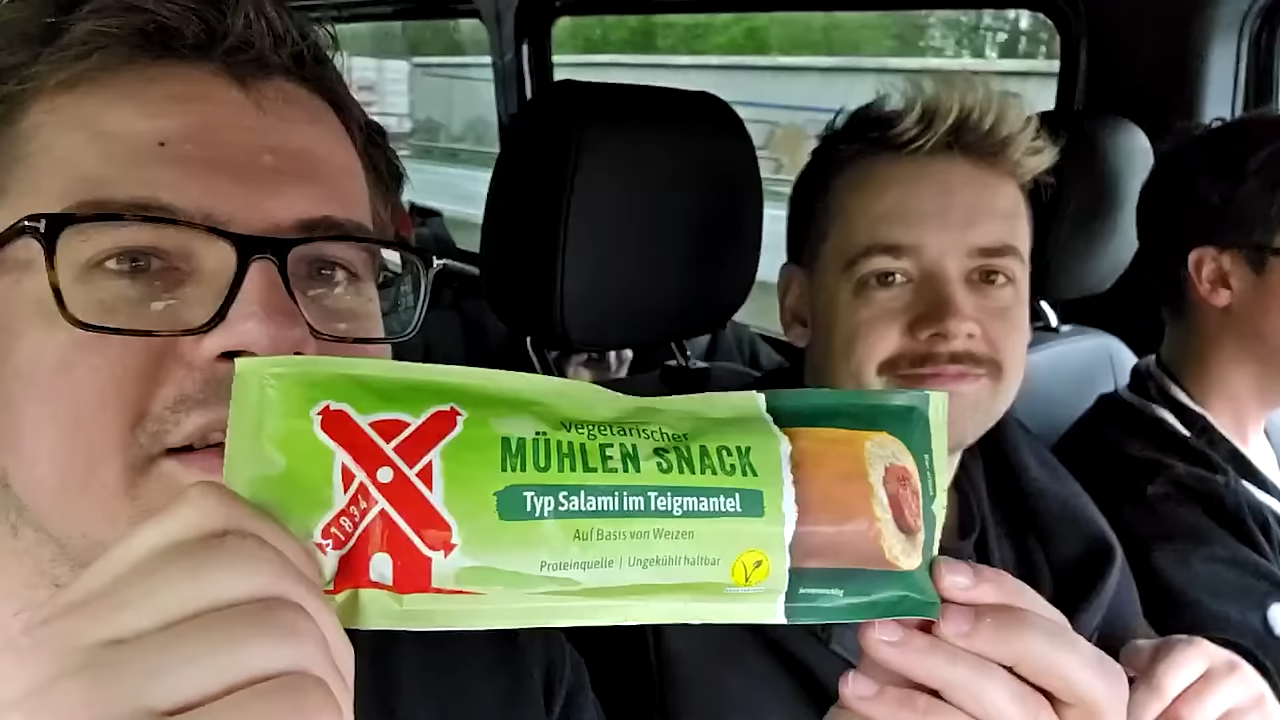 1834
Vegetarischer
MÜHLEN SNACK
Typ Salami im Teigmantel
Auf Basis von Weizen
Proteinquelle | Ungekühlt haltbar